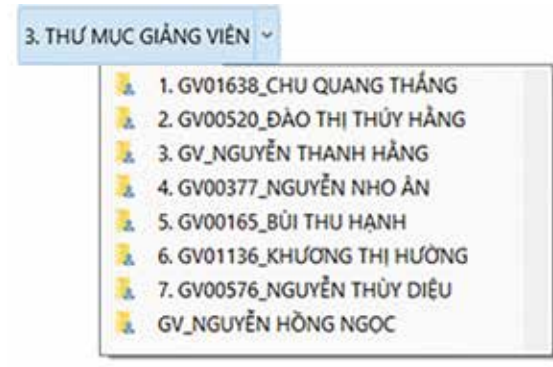 3. THƯ MỤC GIẢNG VIÊN
1. GV01638_CHU QUANG THẮNG
2. GV00520_ĐÀO THỊ THÚY HẰNG
3. GV_NGUYỄN THANH HẰNG
4. GV00377_NGUYỄN NHO ÂN
5. GV00165_BÙI THU HẠNH
6. GV01136_KHƯƠNG THỊ HƯỜNG
7. GV00576_NGUYỄN THÙY DIỆU
GV_NGUYỄN HỒNG NGỌC